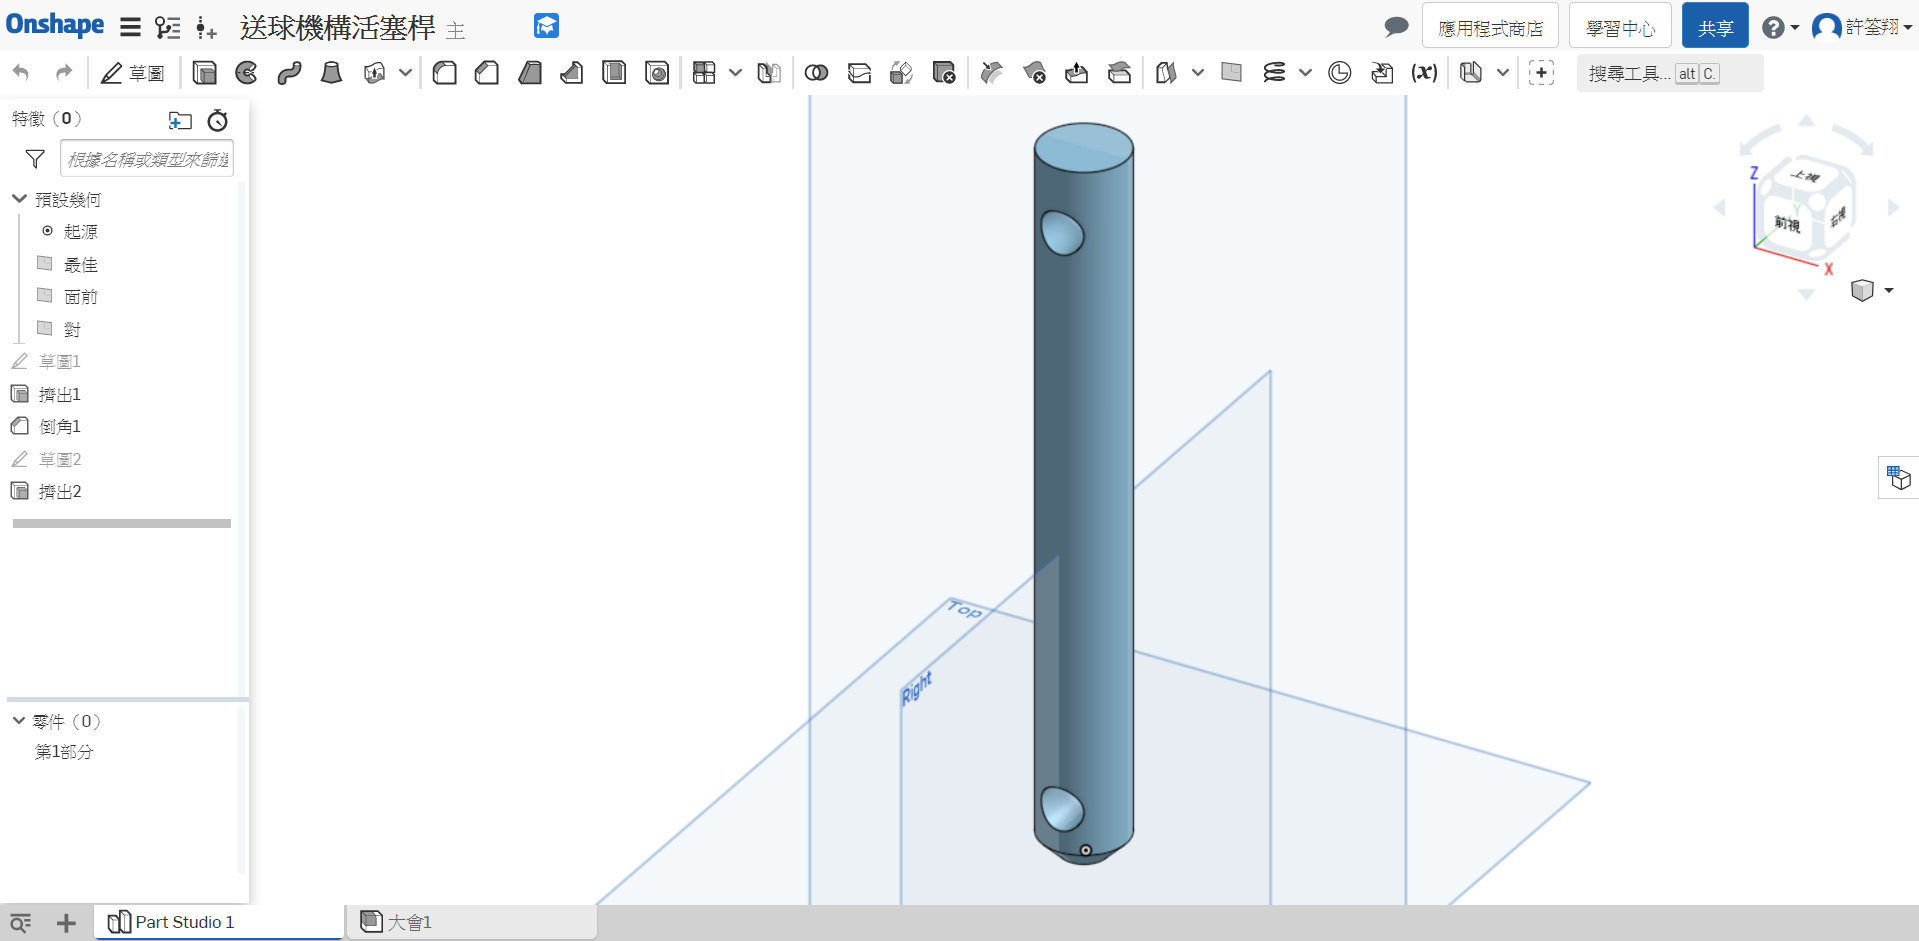 Onshape 送球機構活塞桿 主 應用程式商店 學習中心 共享 許筌翔
草圖 搜尋工具... alt C.
特徵（0）
根據名稱或類型來篩選
預設幾何
起源
最佳
面前
對
草圖1
擠出1
倒角1
草圖2
擠出2
零件（0）
第1部分
Top
Right
Z
上視
Y
前視
右視
X
Part Studio 1 大會1